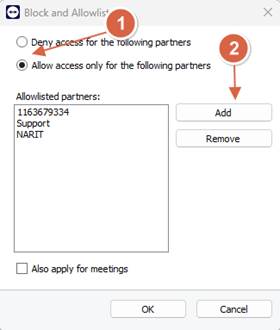 Block and Allowlist
1
2
Deny access for the following partners
Allow access only for the following partners
Allowlisted partners:
1163679334
Support
NARIT
Add
Remove
Also apply for meetings
OK
Cancel